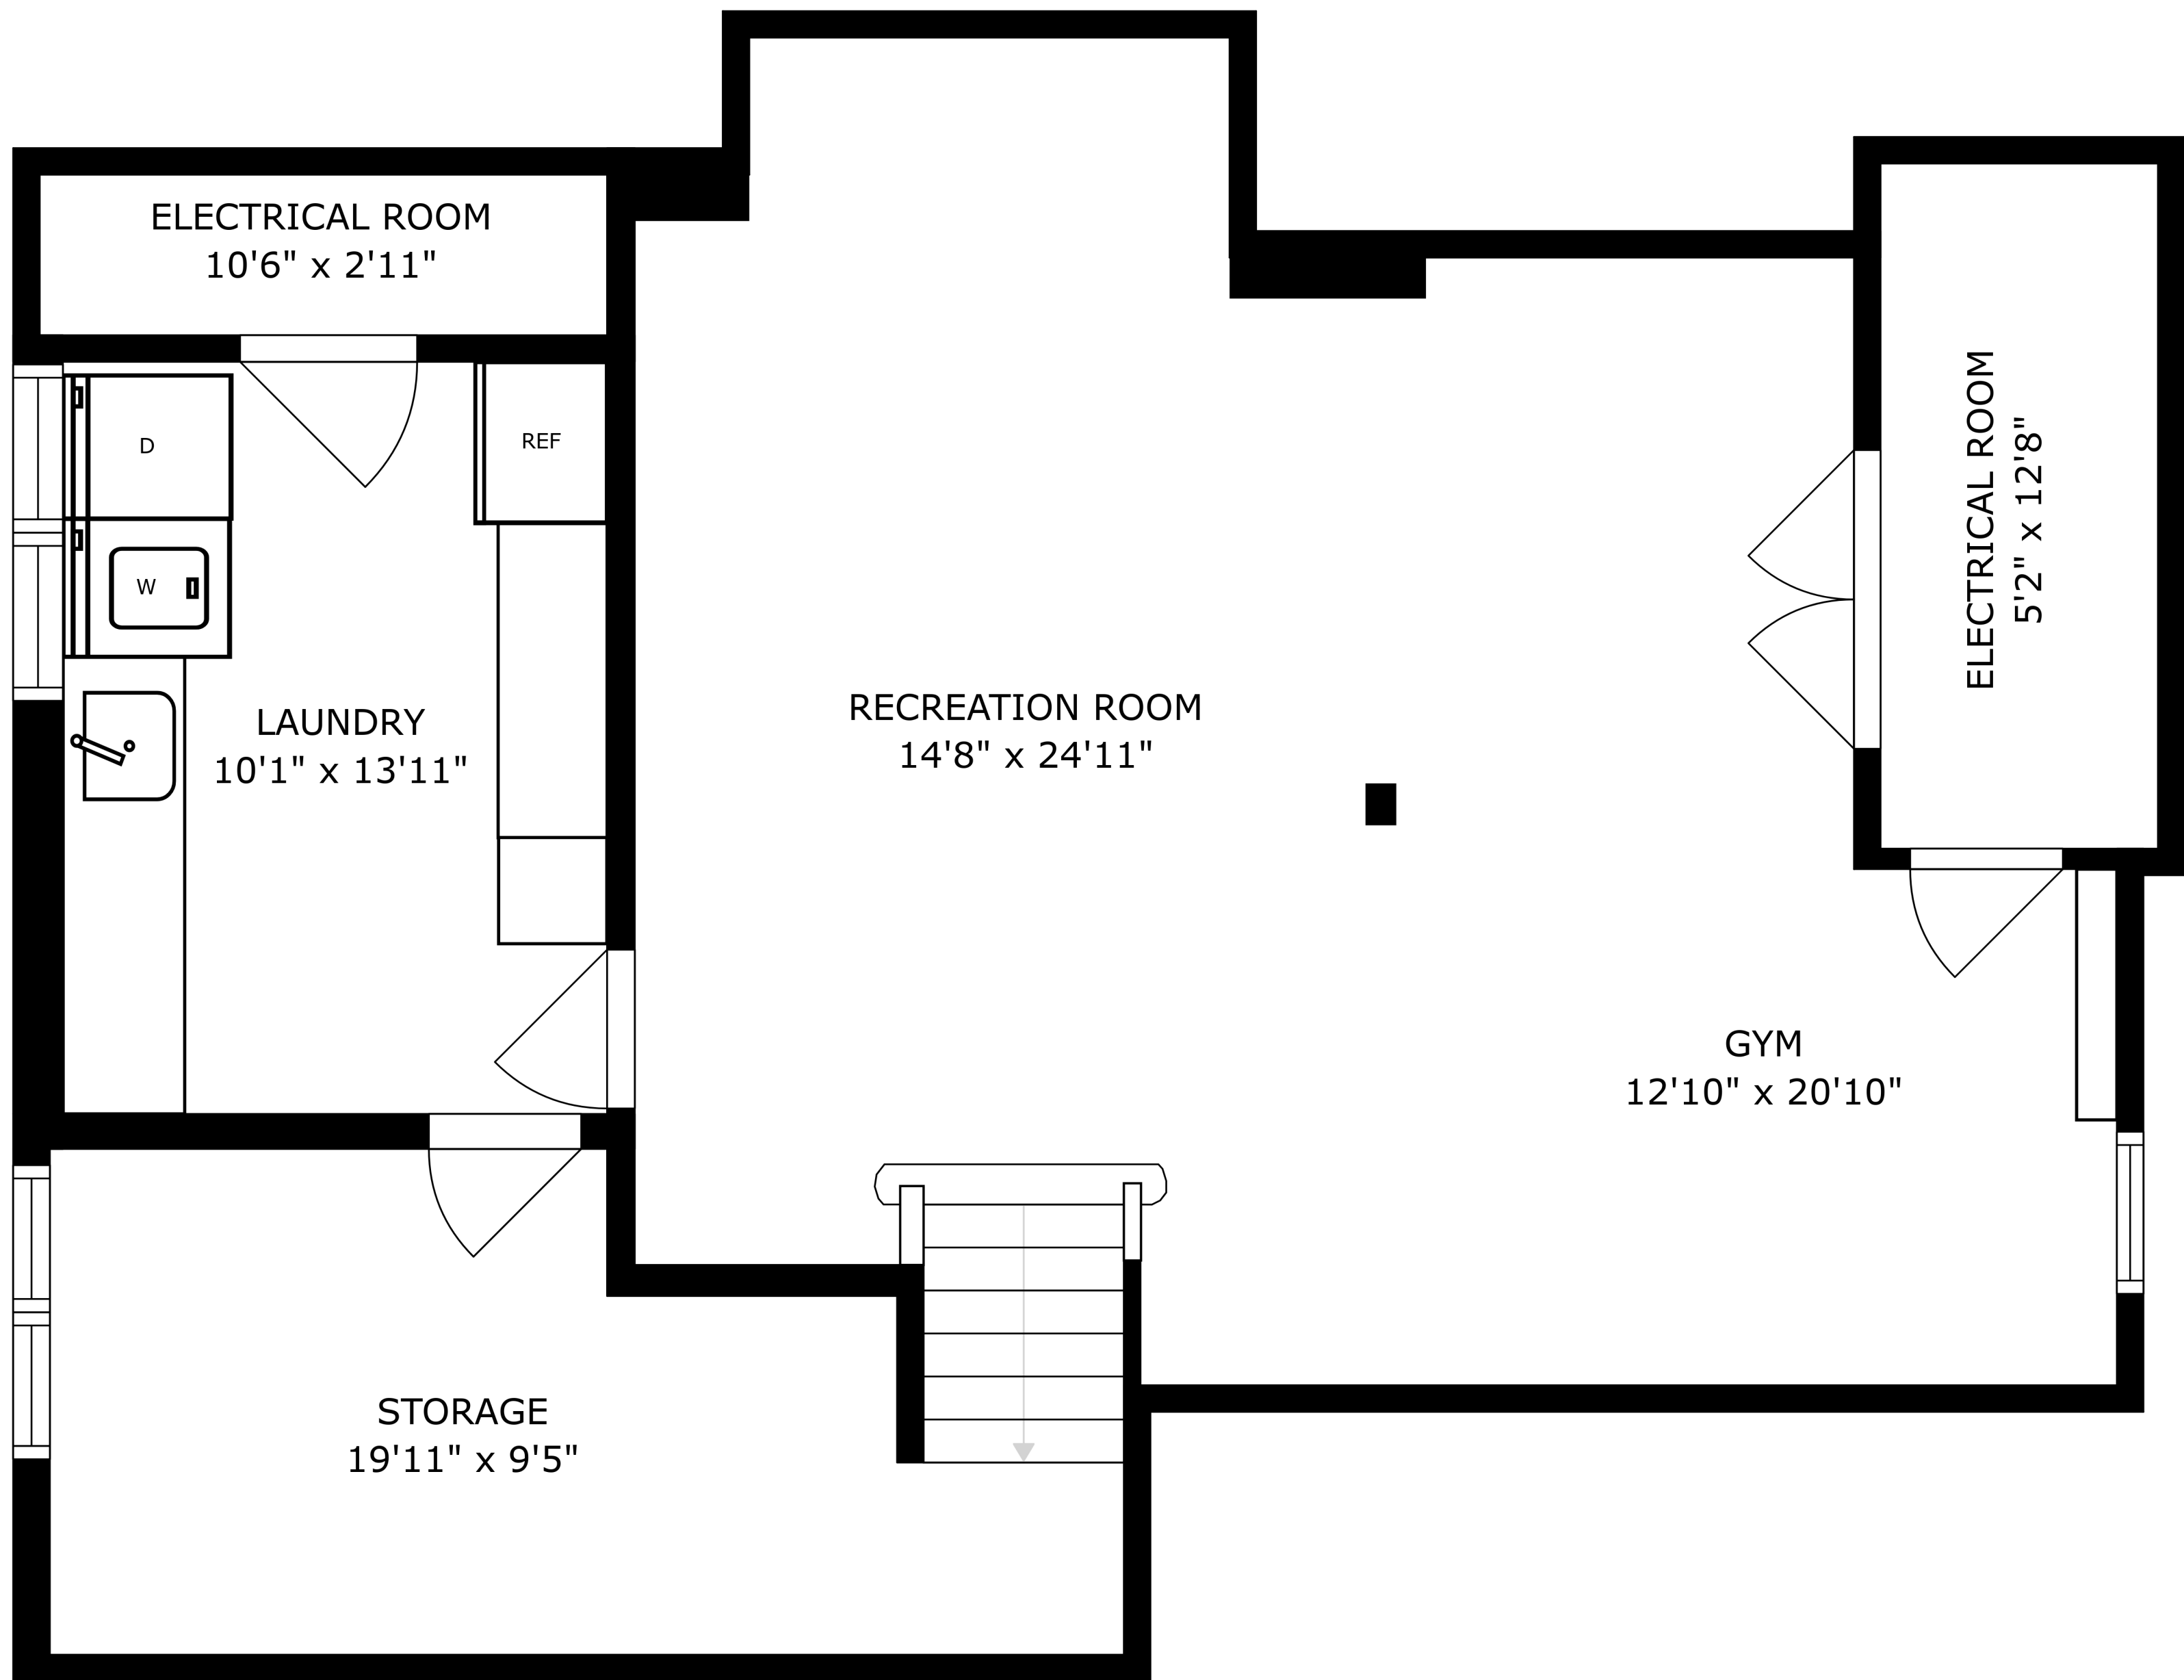 ELECTRICAL ROOM
10'6" x 2'11"
D
REF
W
LAUNDRY
10'1" x 13'11"
RECREATION ROOM
14'8" x 24'11"
ELECTRICAL ROOM
5'2" x 12'8"
GYM
12'10" x 20'10"
STORAGE
19'11" x 9'5"